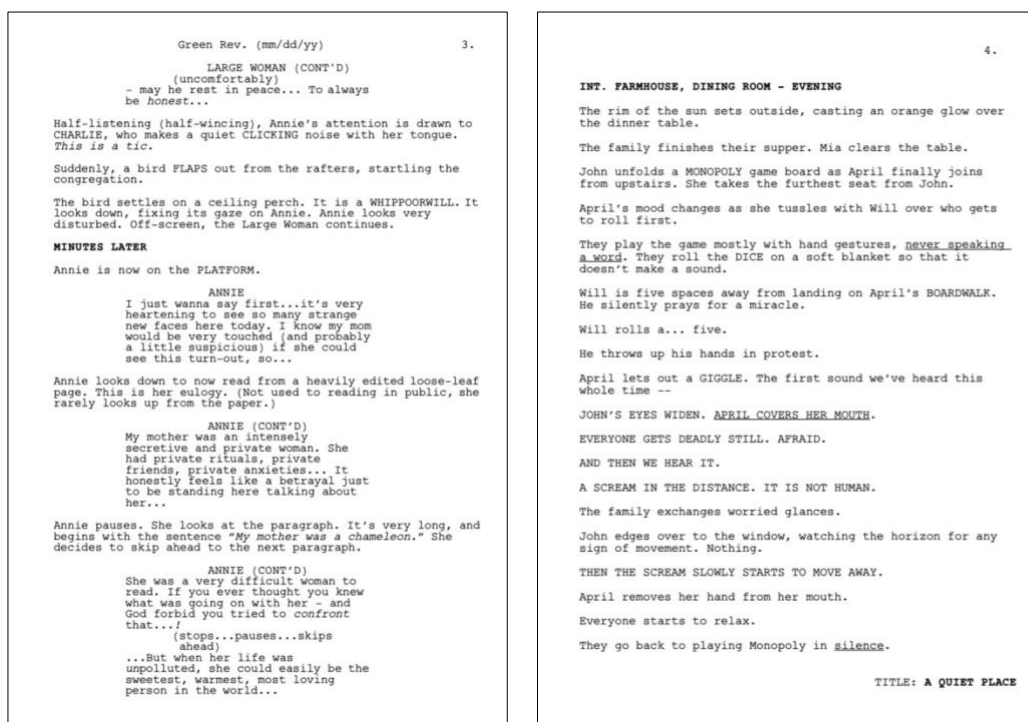 Green Rev. (mm/dd/yy) 3.
LARGE WOMAN (CONT'D)
(uncomfortably)
- may he rest in peace... To always
be honest...
Half-listening (half-wincing), Annie's attention is drawn to
CHARLIE, who makes a quiet CLICKING noise with her tongue.
This is a tic.
Suddenly, a bird FLAPS out from the rafters, startling the
congregation.
The bird settles on a ceiling perch. It is a WHIPPOORWILL. It
looks down, fixing its gaze on Annie. Annie looks very
disturbed. Off-screen, the Large Woman continues.
MINUTES LATER
Annie is now on the PLATFORM.
ANNIE
I just wanna say first...it's very
heartening to see so many strange
new faces here today. I know my mom
would be very touched (and probably
a little suspicious) if she could
see this turn-out, so...
Annie looks down to now read from a heavily edited loose-leaf
page. This is her eulogy. (Not used to reading in public, she
rarely looks up from the paper.)
ANNIE (CONT'D)
My mother was an intensely
secretive and private woman. She
had private rituals, private
friends, private anxieties... It
honestly feels like a betrayal just
to be standing here talking about
her...
Annie pauses. She looks at the paragraph. It's very long, and
begins with the sentence "My mother was a chameleon." She
decides to skip ahead to the next paragraph.
ANNIE (CONT'D)
She was a very difficult woman to
read. If you ever thought you knew
what was going on with her – and
God forbid you tried to confront
that...!
(stops...pauses...skips
ahead)
...But when her life was
unpolluted, she could easily be the
sweetest, warmest, most loving
person in the world...
4.
INT. FARMHOUSE, DINING ROOM - EVENING
The rim of the sun sets outside, casting an orange glow over
the dinner table.
The family finishes their supper. Mia clears the table.
John unfolds a MONOPOLY game board as April finally joins
from upstairs. She takes the furthest seat from John.
April's mood changes as she tussles with Will over who gets
to roll first.
They play the game mostly with hand gestures, never speaking
a word. They roll the DICE on a soft blanket so that it
doesn't make a sound.
Will is five spaces away from landing on April's BOARDWALK.
He silently prays for a miracle.
Will rolls a... five.
He throws up his hands in protest.
April lets out a GIGGLE. The first sound we've heard this
whole time --
JOHN'S EYES WIDEN. APRIL COVERS HER MOUTH.
EVERYONE GETS DEADLY STILL. AFRAID.
AND THEN WE HEAR IT.
A SCREAM IN THE DISTANCE. IT IS NOT HUMAN.
The family exchanges worried glances.
John edges over to the window, watching the horizon for any
sign of movement. Nothing.
THEN THE SCREAM SLOWLY STARTS TO MOVE AWAY.
April removes her hand from her mouth.
Everyone starts to relax.
They go back to playing Monopoly in silence.
TITLE: A QUIET PLACE